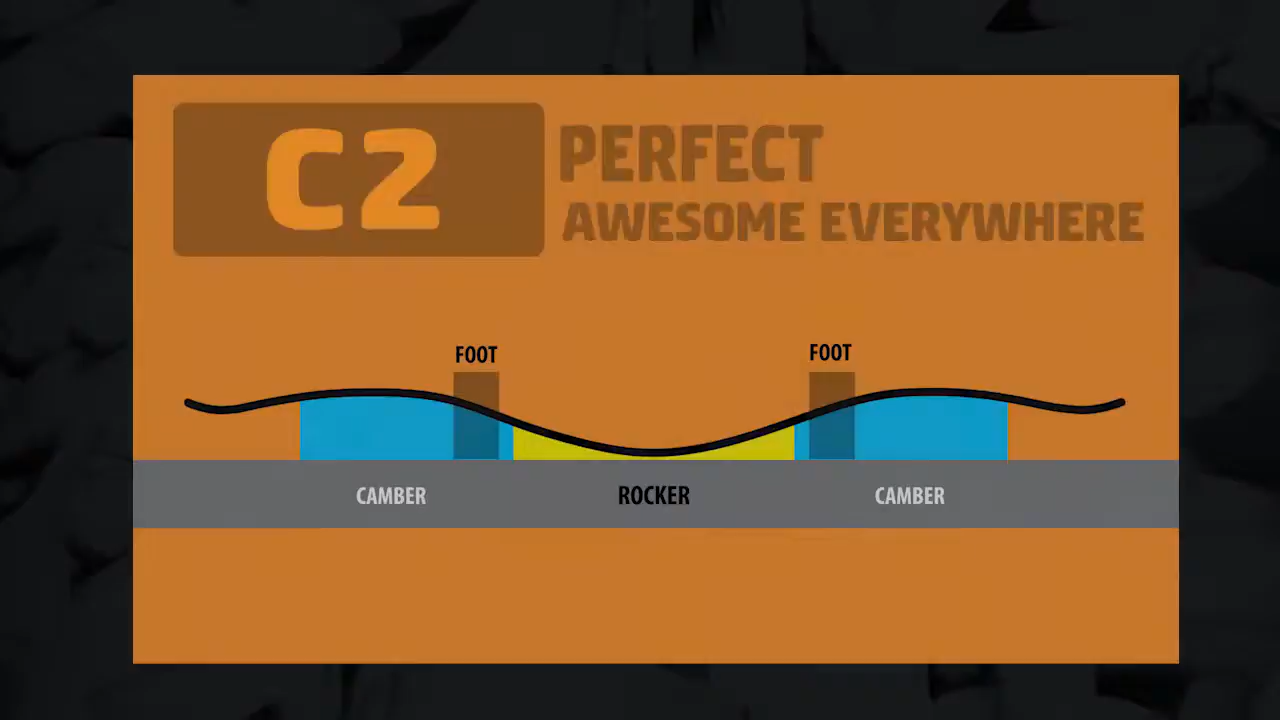 C2
PERFECT
AWESOME EVERYWHERE
FOOT
FOOT
CAMBER
ROCKER
CAMBER